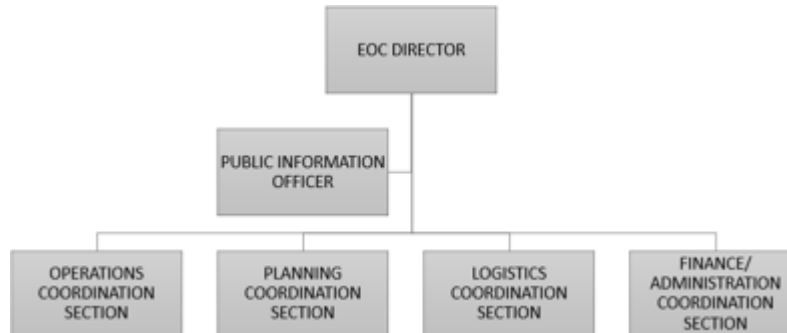 EOC DIRECTOR
PUBLIC INFORMATION
OFFICER
OPERATIONS
COORDINATION
SECTION
PLANNING
COORDINATION
SECTION
LOGISTICS
COORDINATION
SECTION
FINANCE/
ADMINISTRATION
COORDINATION
SECTION